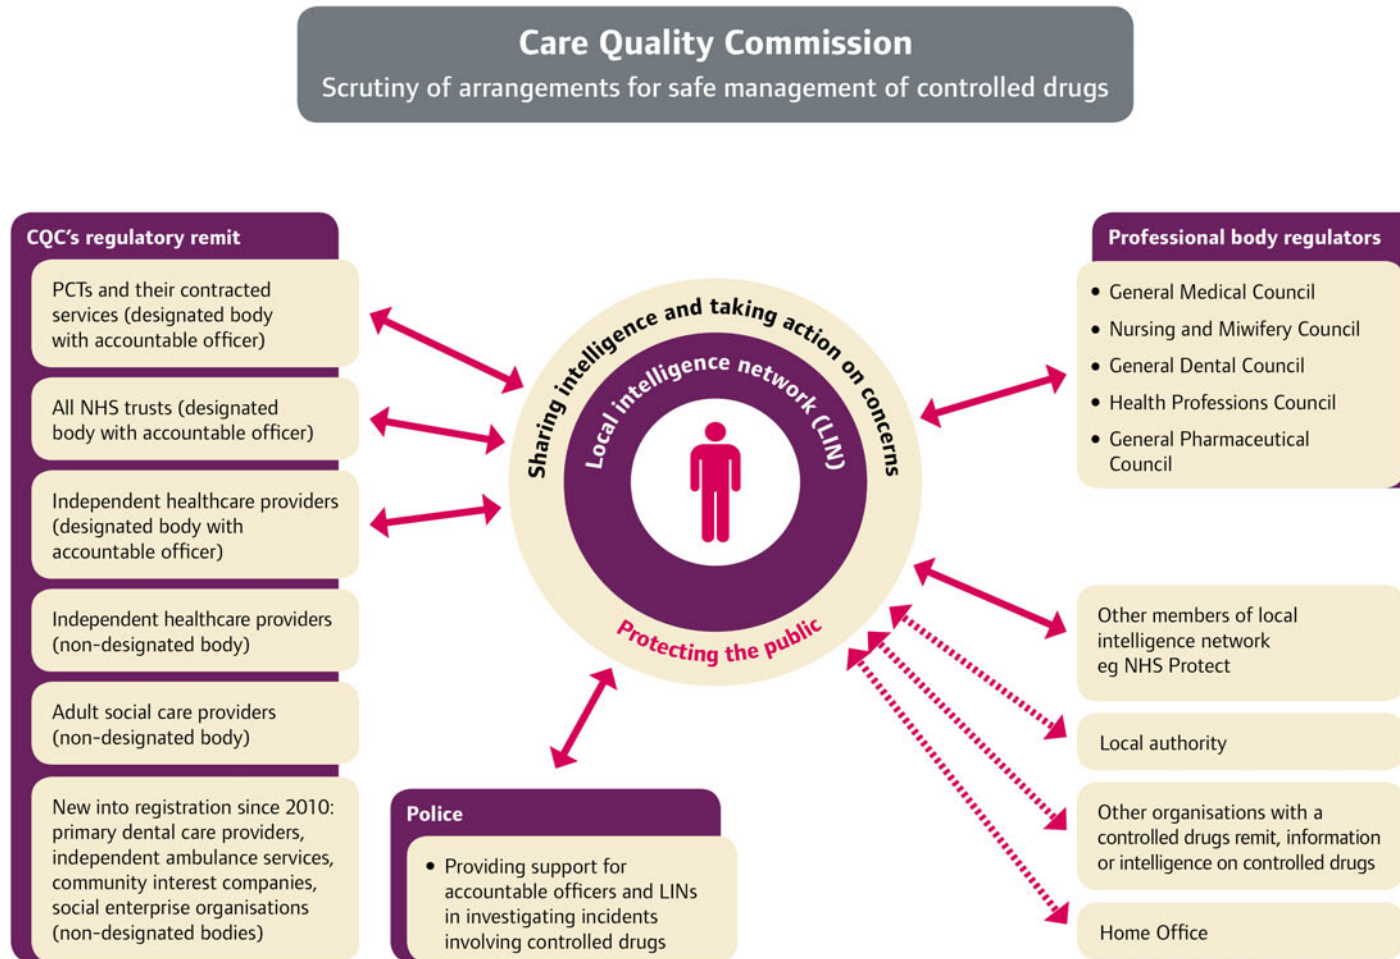 Care Quality Commission
Scrutiny of arrangements for safe management of controlled drugs
CQC's regulatory remit
PCTs and their contracted
services (designated body
with accountable officer)
All NHS trusts (designated
body with accountable officer)
Independent healthcare providers
(designated body with
accountable officer)
Independent healthcare providers
(non-designated body)
Adult social care providers
(non-designated body)
New into registration since 2010:
primary dental care providers,
independent ambulance services,
community interest companies,
social enterprise organisations
(non-designated bodies)
Sharing intelligence and taking action on concerns
Local intelligence network (LIN)
Protecting the public
Police
• Providing support for
accountable officers and LINs
in investigating incidents
involving controlled drugs
Professional body regulators
• General Medical Council
• Nursing and Miwifery Council
• General Dental Council
• Health Professions Council
• General Pharmaceutical
Council
Other members of local
intelligence network
eg NHS Protect
Local authority
Other organisations with a
controlled drugs remit, information
or intelligence on controlled drugs
Home Office